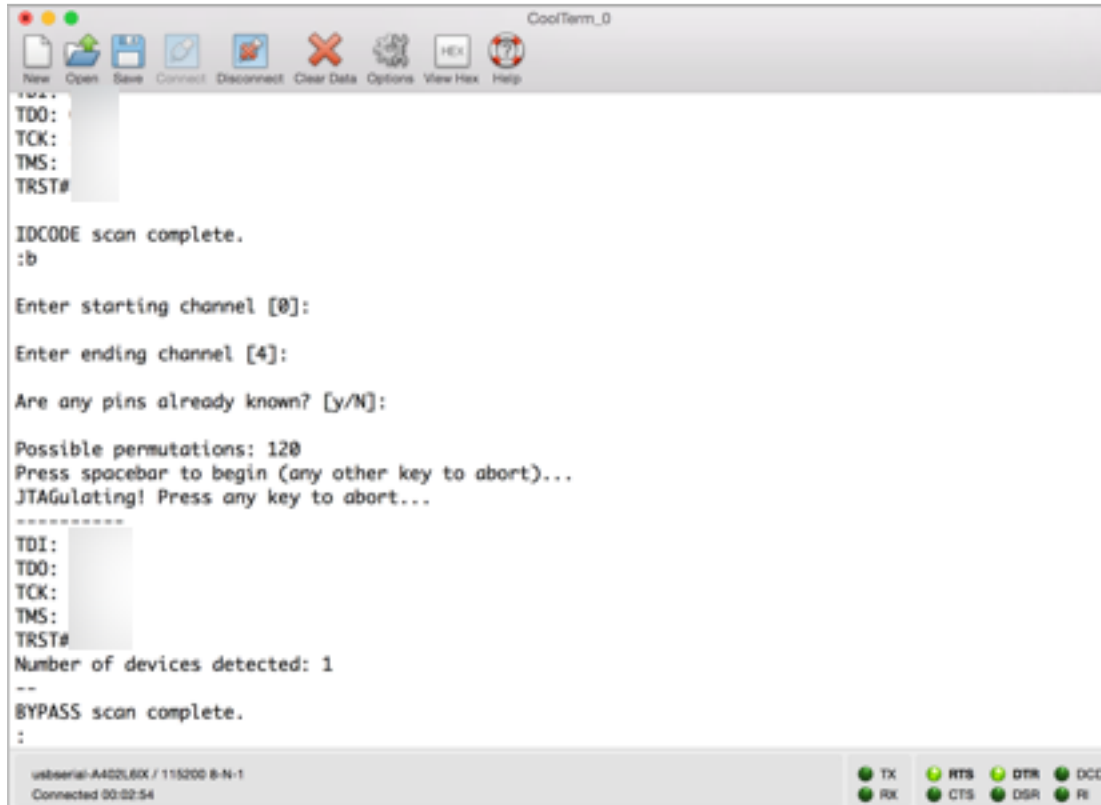 CoolTerm_0
New Open Save Connect Disconnect Clear Data Options View Hex Help
HEX
TDI:
TDO:
TCK:
TMS:
TRST#
IDCODE scan complete.
:b
Enter starting channel [0]:
Enter ending channel [4]:
Are any pins already known? [y/N]:
Possible permutations: 120
Press spacebar to begin (any other key to abort)...
JTAGulating! Press any key to abort...
----------
TDI:
TDO:
TCK:
TMS:
TRST#
Number of devices detected: 1
--
BYPASS scan complete.
:
usbserial-A402L6IX / 115200 8-N-1
Connected 00:02:54
TX RTS DTR DCD
RX CTS DSR RI